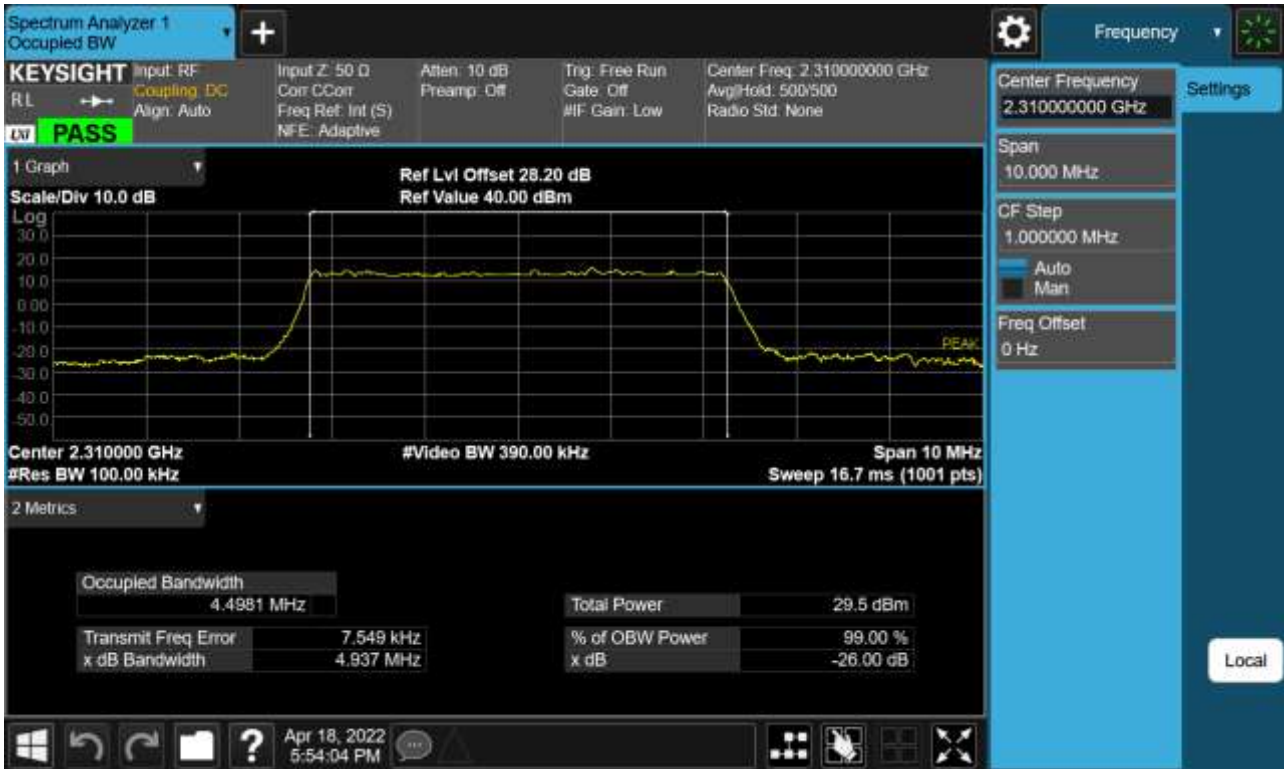 Spectrum Analyzer 1
Occupied BW
Frequency
KEYSIGHT
RL
PASS
Input: RF
Coupling: DC
Align: Auto
Input Z: 50 Ω
Corr CCorr
Freq Ref: Int (S)
NFE: Adaptive
Atten: 10 dB
Preamp: Off
Trig: Free Run
Gate: Off
#IF Gain: Low
Center Freq: 2.310000000 GHz
Avg|Hold: 500/500
Radio Std: None
Center Frequency
2.310000000 GHz
Settings
Span
10.000 MHz
CF Step
1.000000 MHz
Auto
Man
Freq Offset
0 Hz
Local
1 Graph
Scale/Div 10.0 dB
Ref Lvl Offset 28.20 dB
Ref Value 40.00 dBm
Log
30.0
20.0
10.0
0.00
-10.0
-20.0
-30.0
-40.0
-50.0
PEAK
Center 2.310000 GHz
#Res BW 100.00 kHz
#Video BW 390.00 kHz
Span 10 MHz
Sweep 16.7 ms (1001 pts)
2 Metrics
Occupied Bandwidth
4.4981 MHz
Total Power 29.5 dBm
Transmit Freq Error 7.549 kHz
% of OBW Power 99.00 %
x dB Bandwidth 4.937 MHz
x dB -26.00 dB
?
Apr 18, 2022
5:54:04 PM